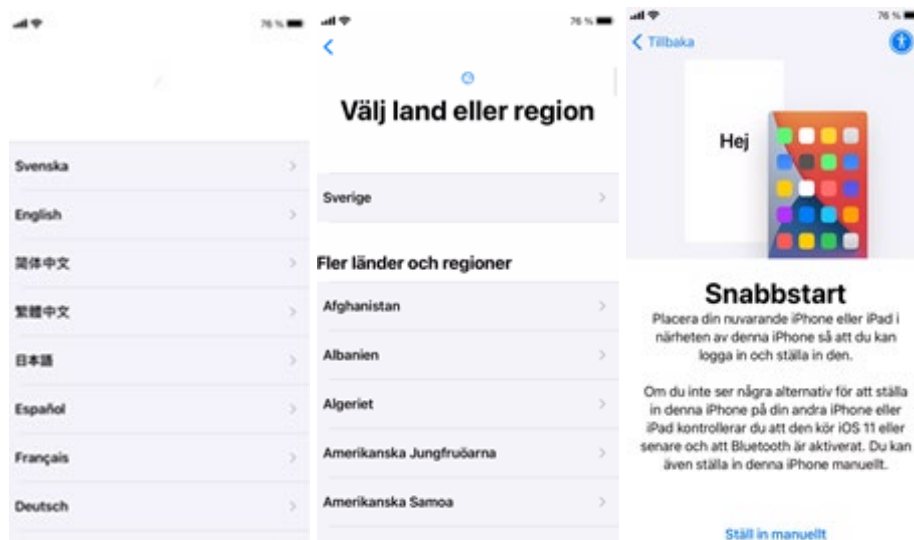 76 %
Svenska
English
简体中文
繁體中文
日本語
Español
Français
Deutsch
76 %
Välj land eller region
Sverige
Fler länder och regioner
Afghanistan
Albanien
Algeriet
Amerikanska Jungfruöarna
Amerikanska Samoa
76 %
Tillbaka
Hej
Snabbstart
Placera din nuvarande iPhone eller iPad i
närheten av denna iPhone så att du kan
logga in och ställa in den.
Om du inte ser några alternativ för att ställa
in denna iPhone på din andra iPhone eller
iPad kontrollerar du att den kör iOS 11 eller
senare och att Bluetooth är aktiverat. Du kan
även ställa in denna iPhone manuellt.
Ställ in manuellt